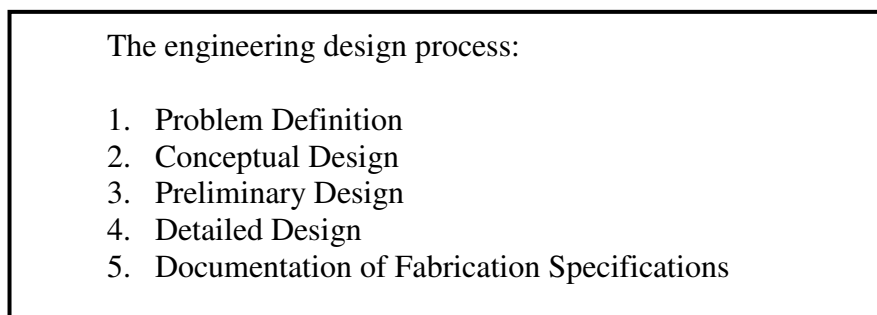 The engineering design process:
1. Problem Definition
2. Conceptual Design
3. Preliminary Design
4. Detailed Design
5. Documentation of Fabrication Specifications